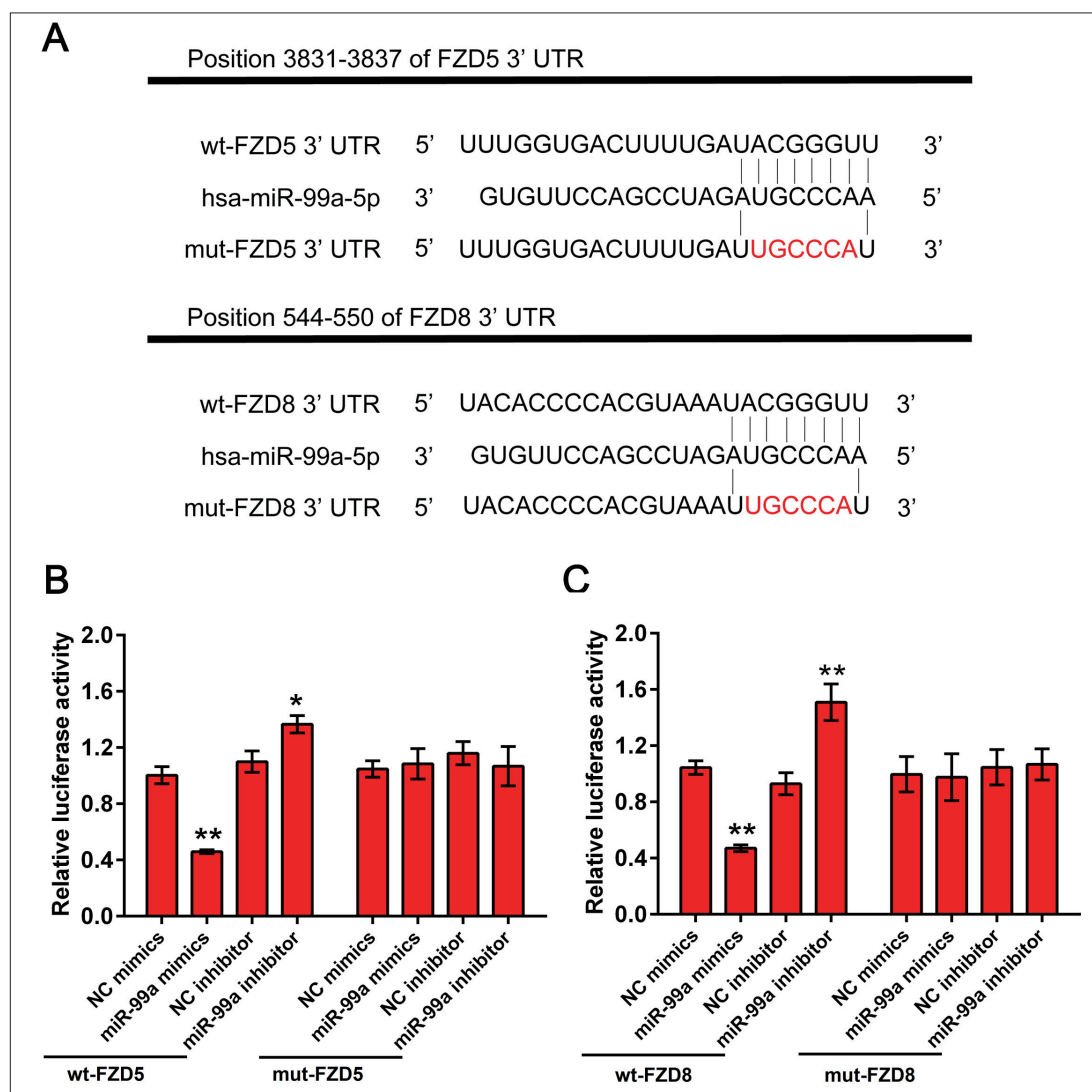 A
Position 3831-3837 of FZD5 3’ UTR
wt-FZD5 3’ UTR 5’ UUUGGUGACUUUUGAUACGGGUU 3’
hsa-miR-99a-5p 3’ GUGUUCCAGCCUAGAUGCCCAA 5’
mut-FZD5 3’ UTR 5’ UUUGGUGACUUUUGAUUGCCCAU 3’
Position 544-550 of FZD8 3’ UTR
wt-FZD8 3’ UTR 5’ UACACCCCACGUAAAUACGGGUU 3’
hsa-miR-99a-5p 3’ GUGUUCCAGCCUAGAUGCCCAA 5’
mut-FZD8 3’ UTR 5’ UACACCCCACGUAAAUUGCCCAU 3’
B
Relative luciferase activity
2.0
1.6
1.2
0.8
0.4
0.0
**
*
NC mimics
miR-99a mimics
NC inhibitor
miR-99a inhibitor
NC mimics
miR-99a mimics
NC inhibitor
miR-99a inhibitor
wt-FZD5
mut-FZD5
C
Relative luciferase activity
2.0
1.6
1.2
0.8
0.4
0.0
**
**
NC mimics
miR-99a mimics
NC inhibitor
miR-99a inhibitor
NC mimics
miR-99a mimics
NC inhibitor
miR-99a inhibitor
wt-FZD8
mut-FZD8